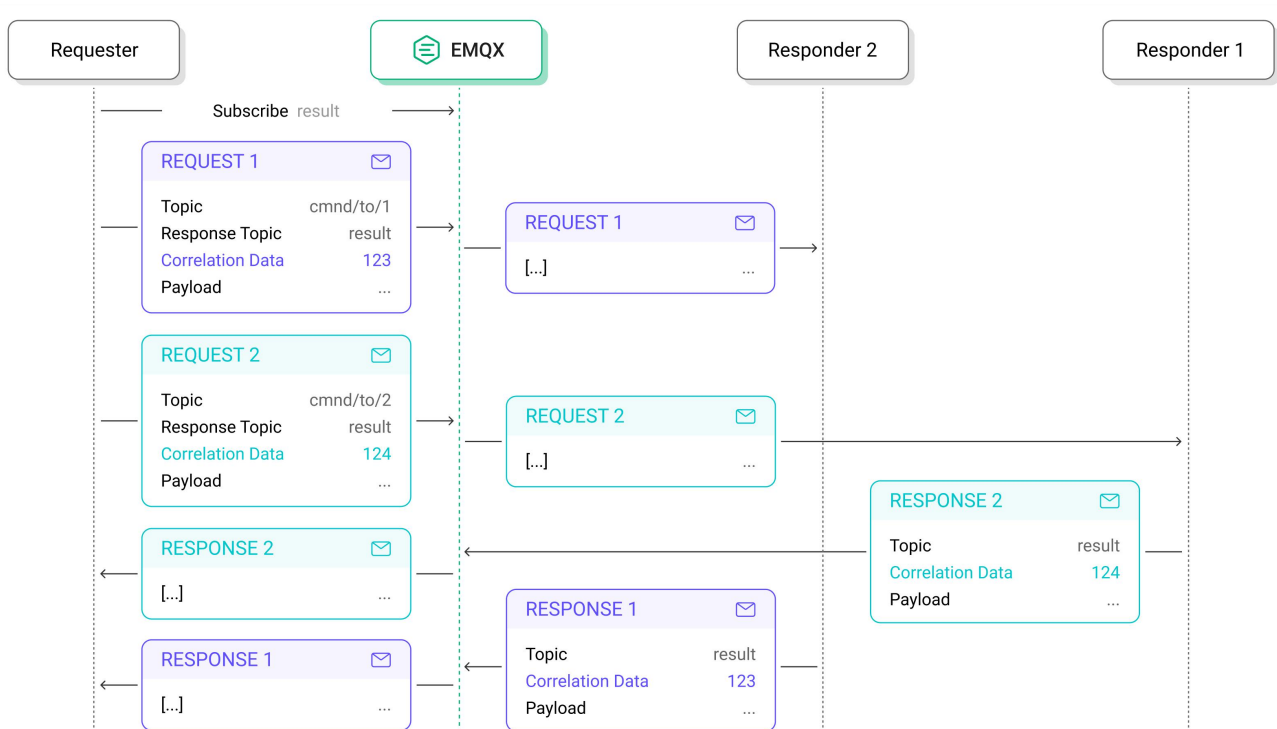 Requester
EMQX
Responder 2
Responder 1
Subscribe result
REQUEST 1
Topic cmnd/to/1
Response Topic result
Correlation Data 123
Payload ...
REQUEST 1
[...] ...
REQUEST 2
Topic cmnd/to/2
Response Topic result
Correlation Data 124
Payload ...
REQUEST 2
[...] ...
RESPONSE 2
Topic result
Correlation Data 124
Payload ...
RESPONSE 2
[...] ...
RESPONSE 1
Topic result
Correlation Data 123
Payload ...
RESPONSE 1
[...] ...